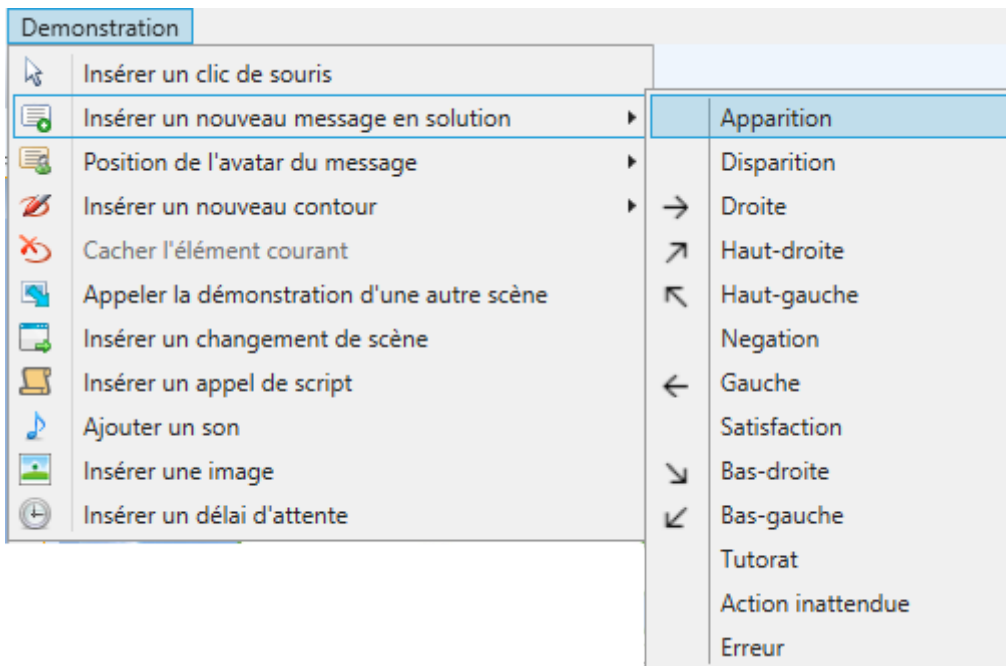 Demonstration
Insérer un clic de souris
Insérer un nouveau message en solution
Position de l'avatar du message
Insérer un nouveau contour
Cacher l'élément courant
Appeler la démonstration d'une autre scène
Insérer un changement de scène
Insérer un appel de script
Ajouter un son
Insérer une image
Insérer un délai d'attente
Apparition
Disparition
Droite
Haut-droite
Haut-gauche
Negation
Gauche
Satisfaction
Bas-droite
Bas-gauche
Tutorat
Action inattendue
Erreur